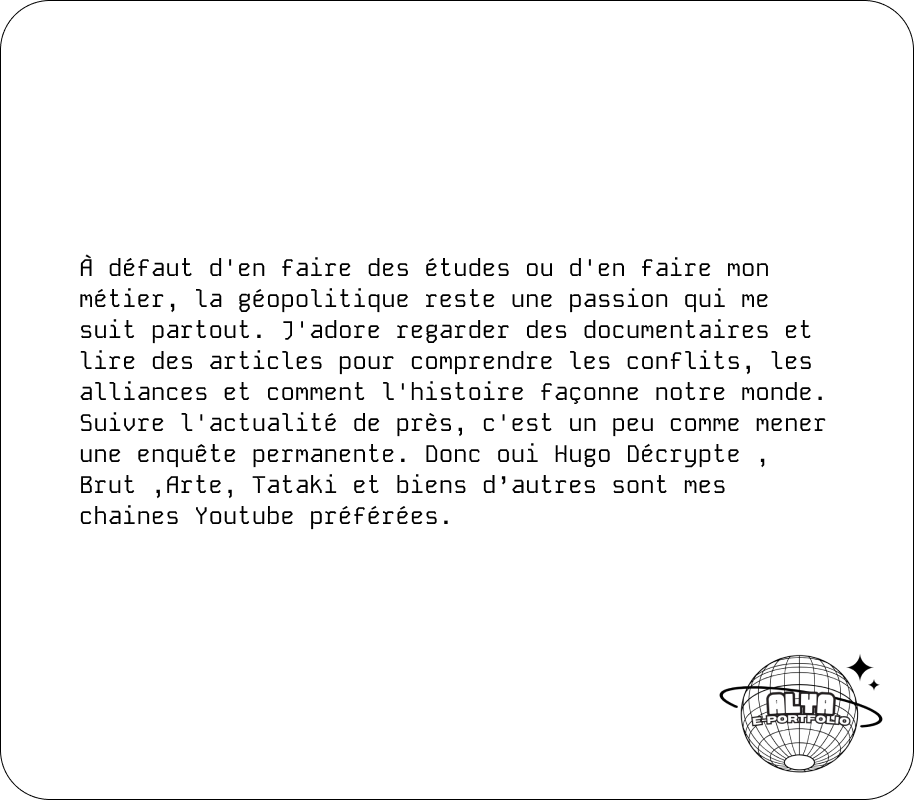 À défaut d'en faire des études ou d'en faire mon
métier, la géopolitique reste une passion qui me
suit partout. J'adore regarder des documentaires et
lire des articles pour comprendre les conflits, les
alliances et comment l'histoire façonne notre monde.
Suivre l'actualité de près, c'est un peu comme mener
une enquête permanente. Donc oui Hugo Décrypte ,
Brut ,Arte, Tataki et biens d’autres sont mes
chaines Youtube préférées.
ALYA
E-PORTFOLIO